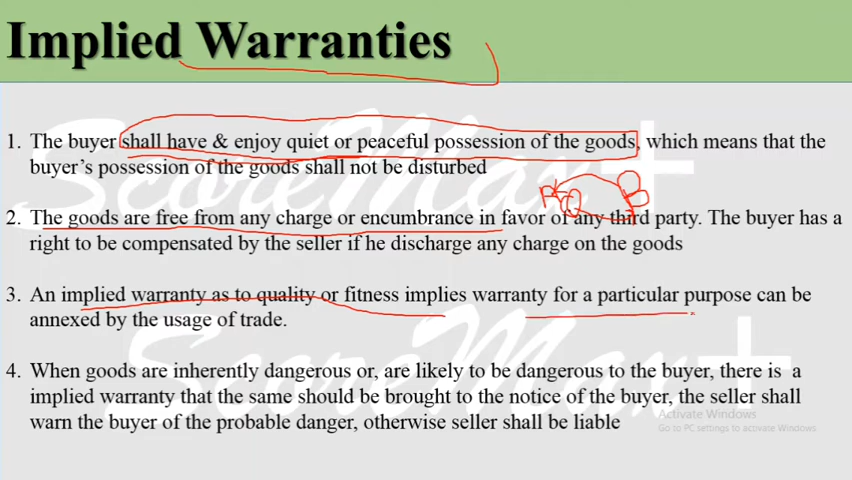 Implied Warranties
1. The buyer shall have & enjoy quiet or peaceful possession of the goods, which means that the
buyer's possession of the goods shall not be disturbed
2. The goods are free from any charge or encumbrance in favor of any third party. The buyer has a
right to be compensated by the seller if he discharge any charge on the goods
3. An implied warranty as to quality or fitness implies warranty for a particular purpose can be
annexed by the usage of trade.
4. When goods are inherently dangerous or, are likely to be dangerous to the buyer, there is a
implied warranty that the same should be brought to the notice of the buyer, the seller shall
warn the buyer of the probable danger, otherwise seller shall be liable
ScoreMax+
ScoreMax+
Activate Windows
Go to PC settings to activate Windows.